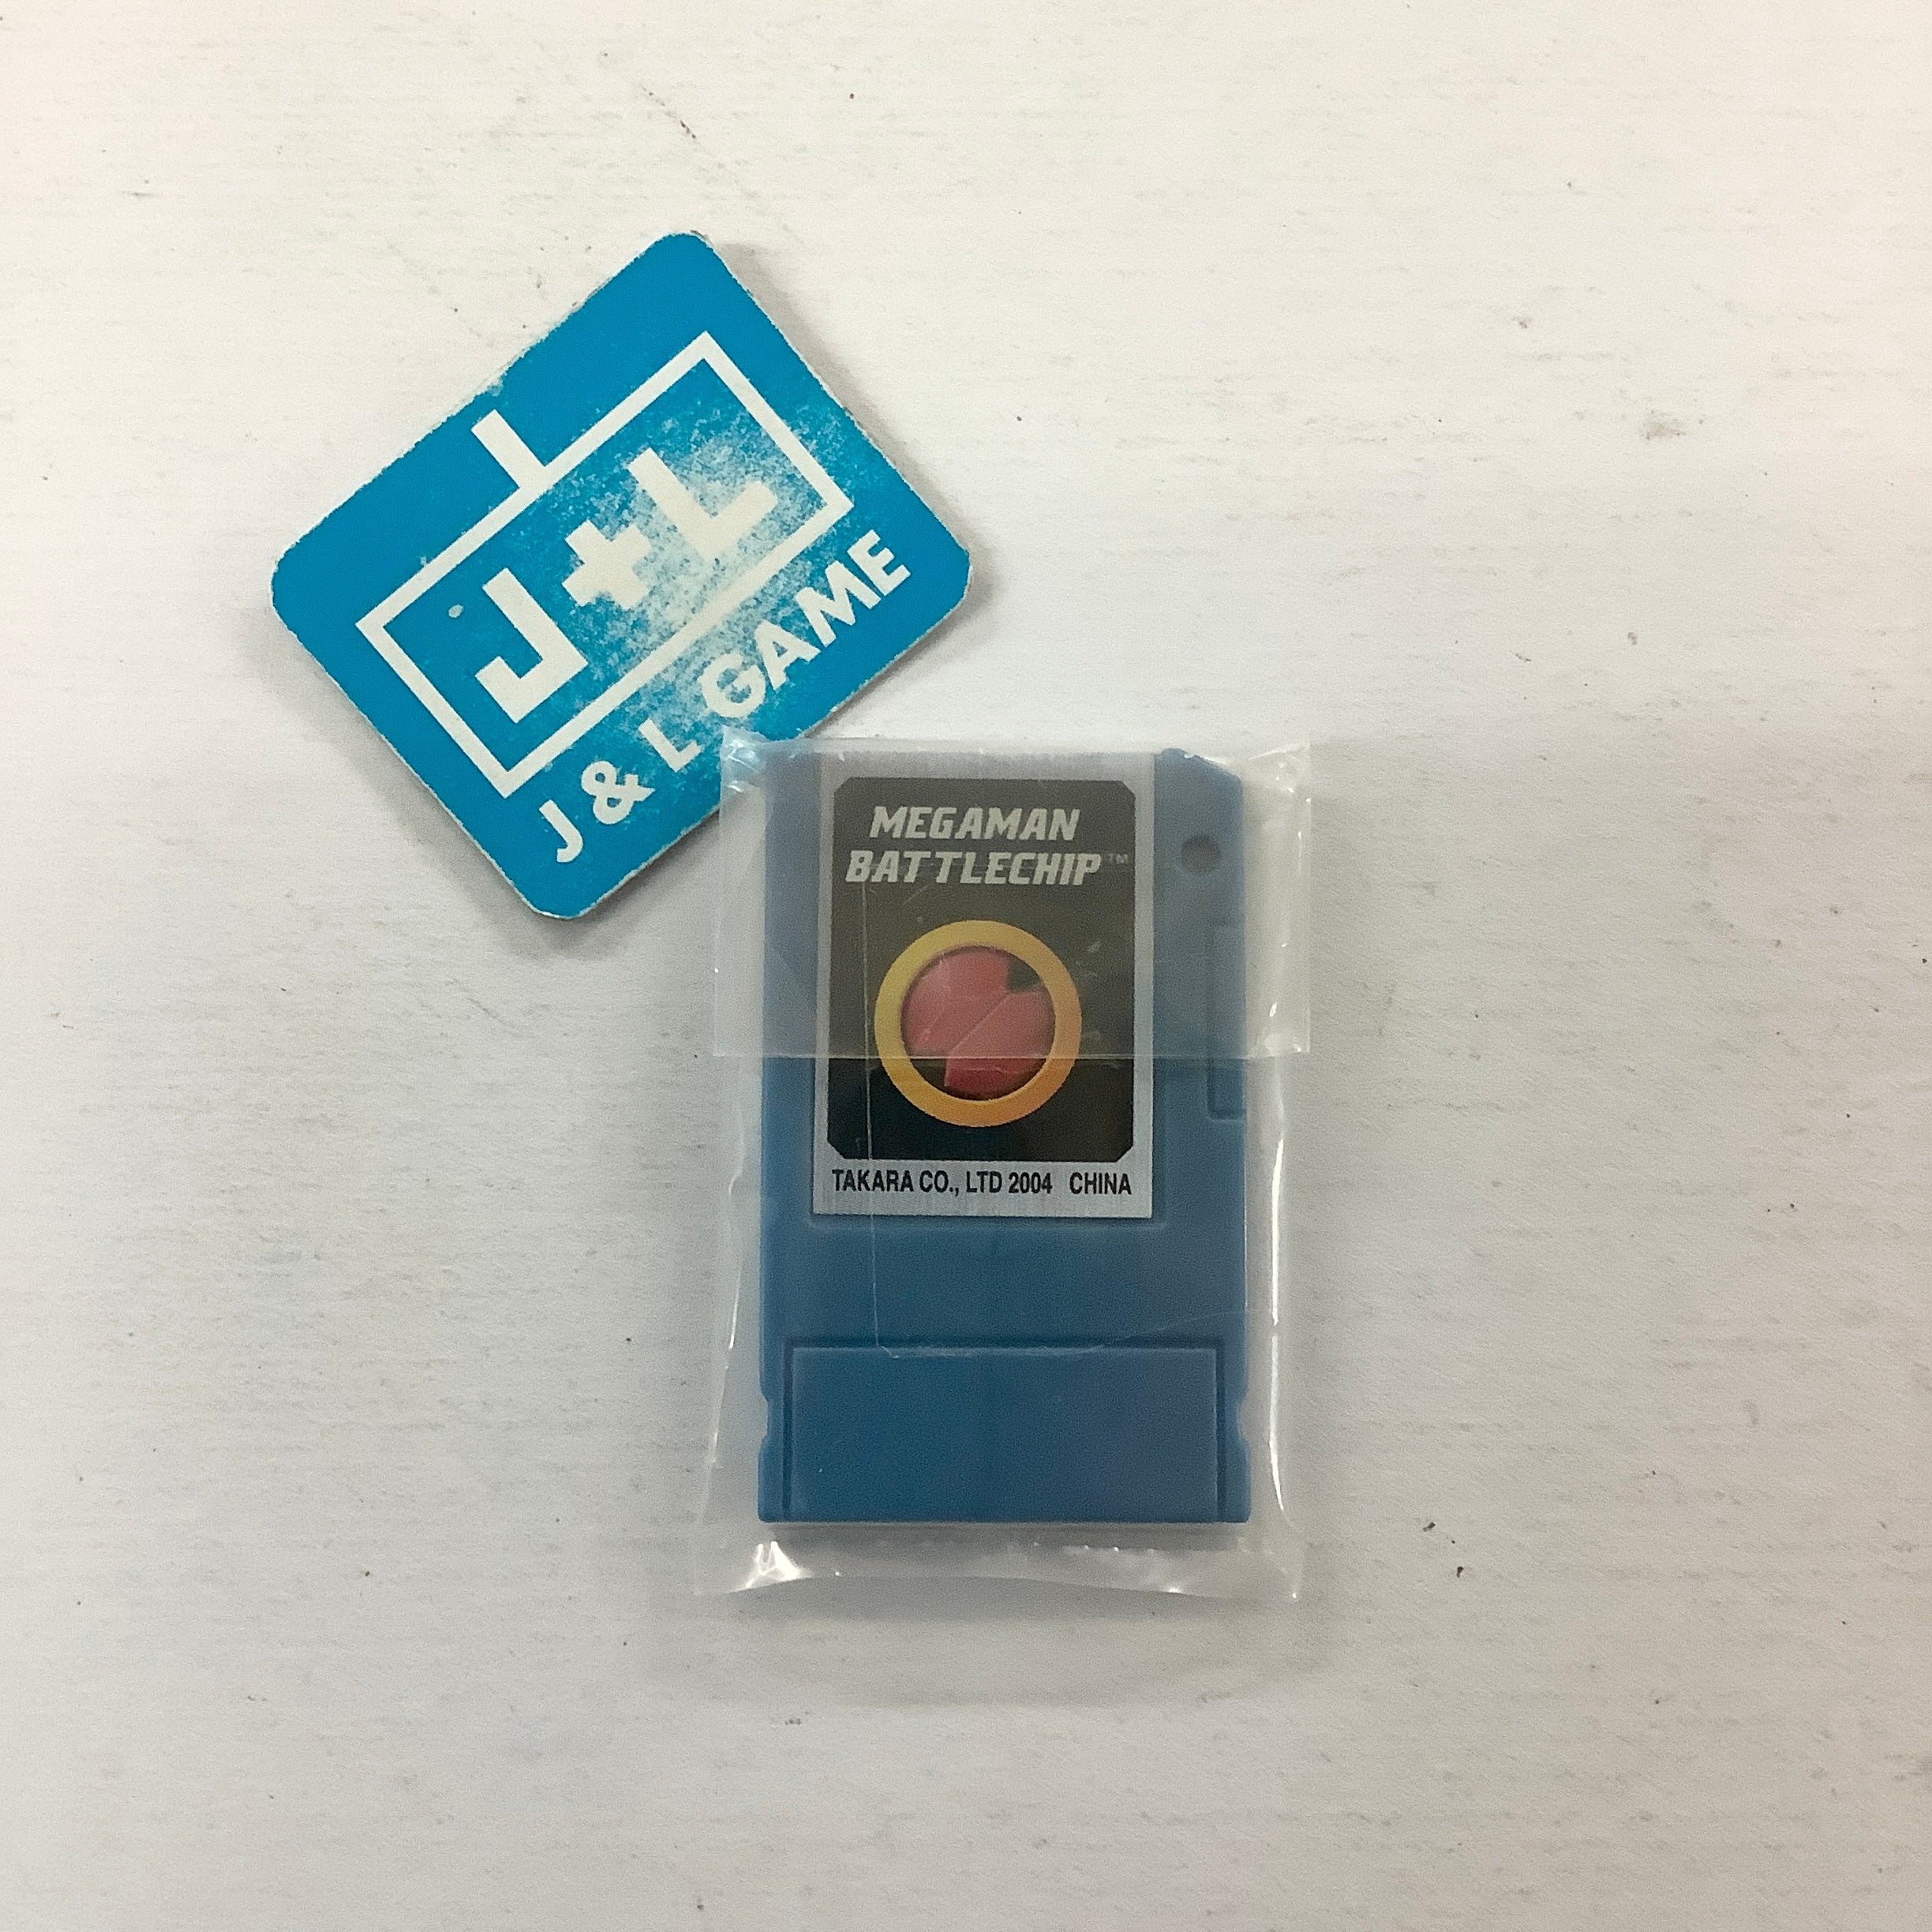 J+L
J & L GAME
MEGAMAN
BATTLECHIP™
TAKARA CO., LTD 2004 CHINA